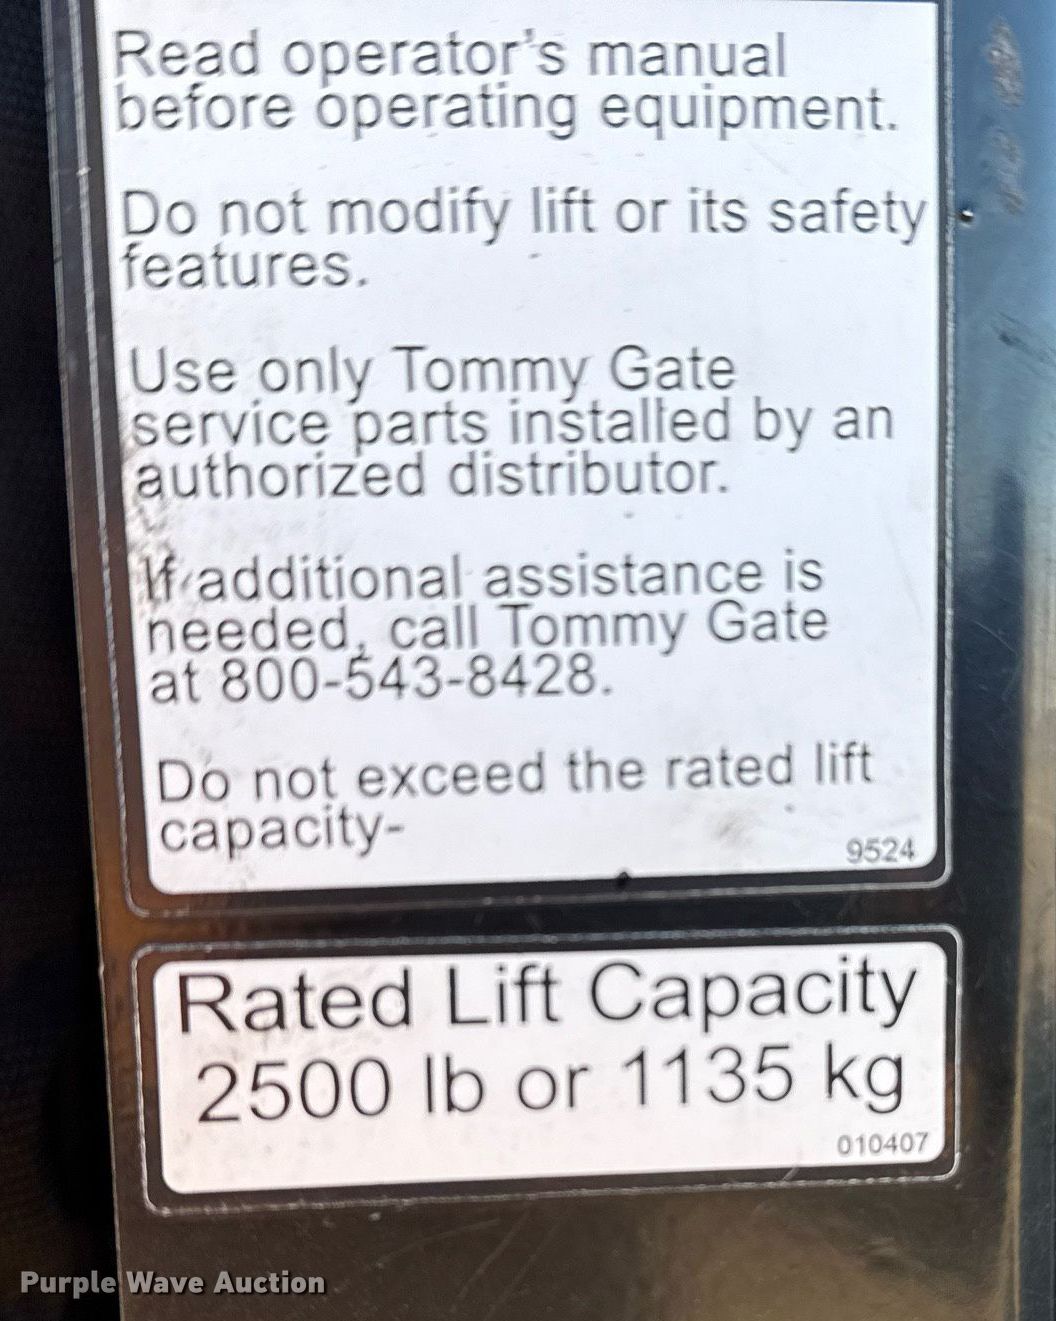 Read operator's manual
before operating equipment.
Do not modify lift or its safety
features.
Use only Tommy Gate
service parts installed by an
authorized distributor.
If additional assistance is
needed, call Tommy Gate
at 800-543-8428.
Do not exceed the rated lift
capacity-
9524
Rated Lift Capacity
2500 lb or 1135 kg
010407
Purple Wave Auction